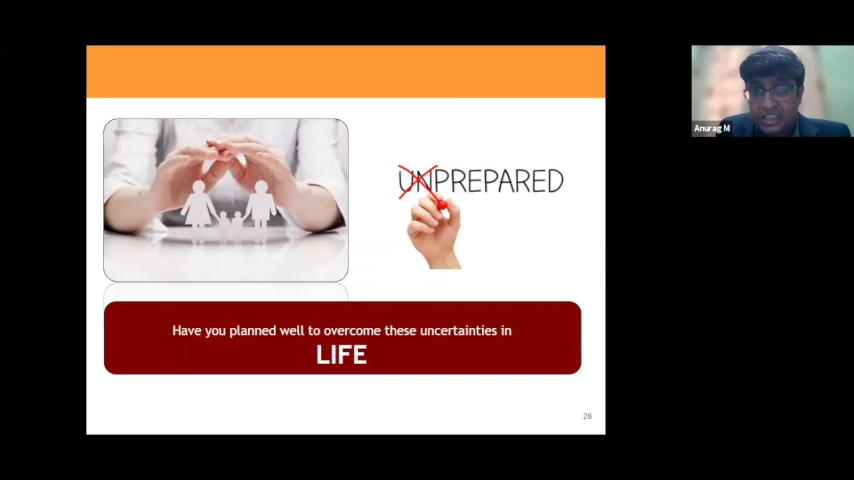 UNPREPARED
Have you planned well to overcome these uncertainties in
LIFE
26
Anurag M